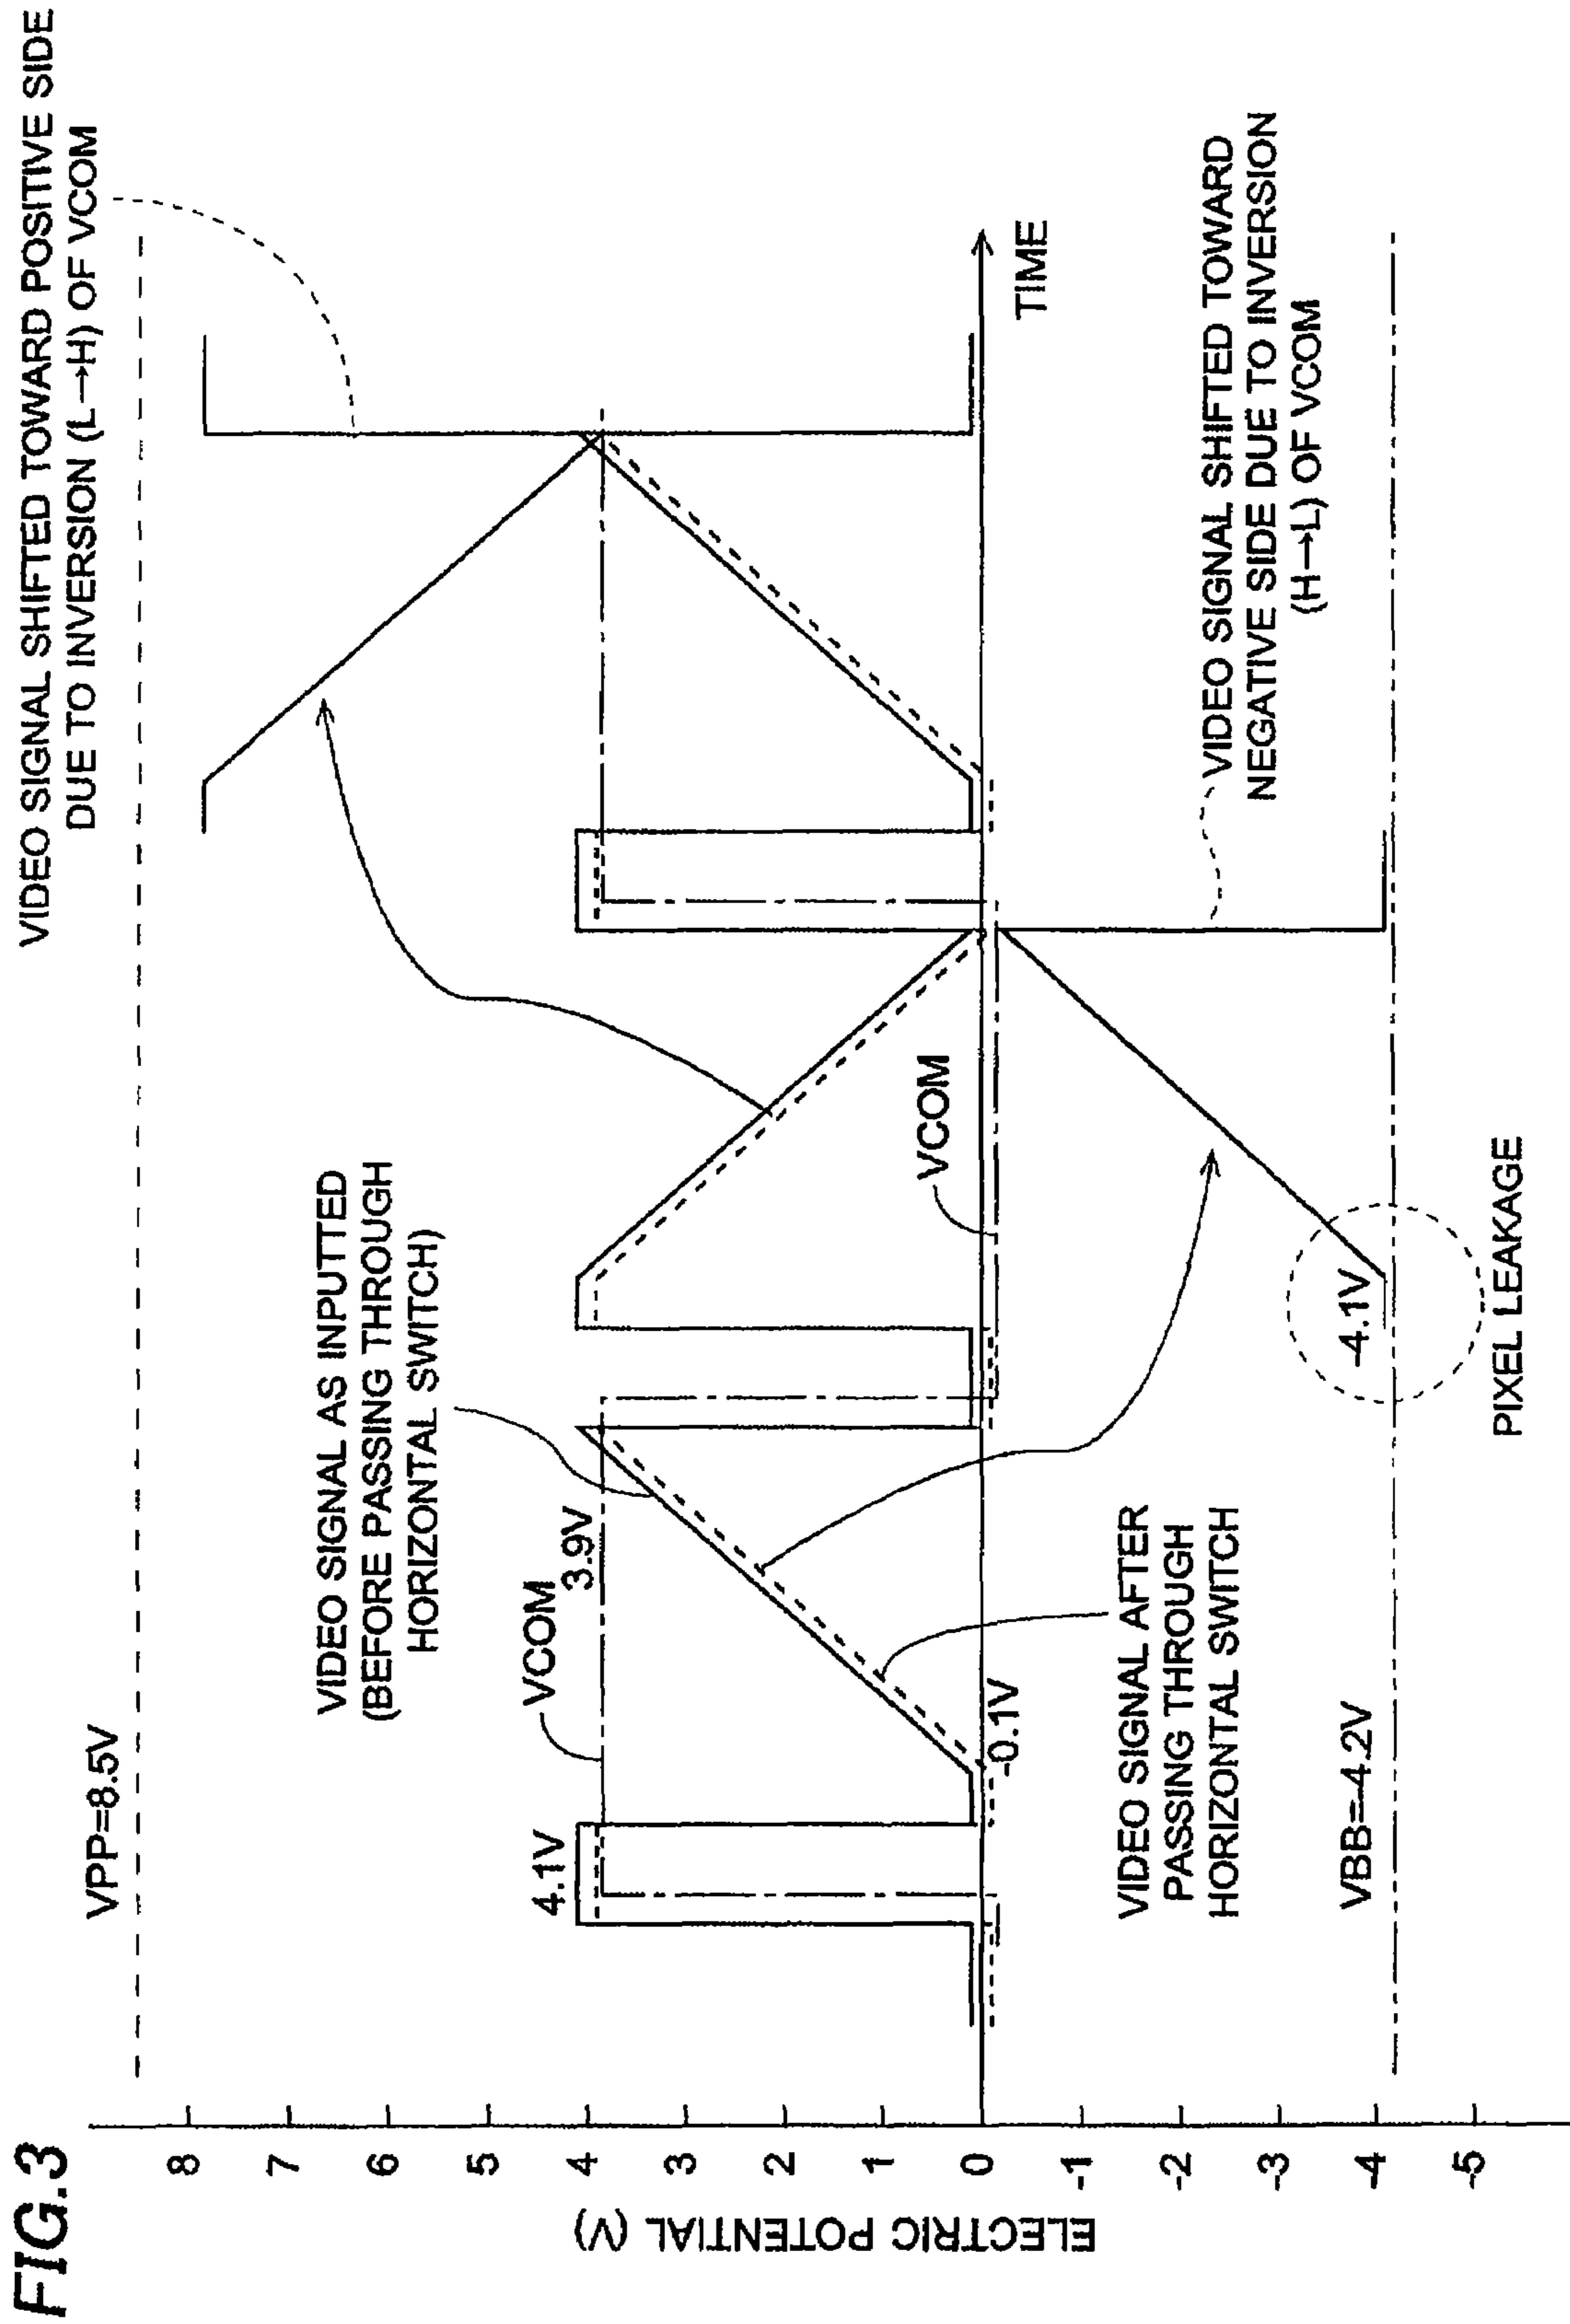 FIG.3
VIDEO SIGNAL SHIFTED TOWARD POSITIVE SIDE
DUE TO INVERSION (L→H) OF VCOM
VPP=8.5V
VIDEO SIGNAL AS INPUTTED
(BEFORE PASSING THROUGH
HORIZONTAL SWITCH)
VCOM
3.9V
4.1V
ELECTRIC POTENTIAL (V)
8
7
6
5
4
3
2
1
0
-1
-2
-3
-4
-5
VCOM
-0.1V
TIME
VIDEO SIGNAL AFTER
PASSING THROUGH
HORIZONTAL SWITCH
VIDEO SIGNAL SHIFTED TOWARD
NEGATIVE SIDE DUE TO INVERSION
(H→L) OF VCOM
VBB=-4.2V
-4.1V
PIXEL LEAKAGE